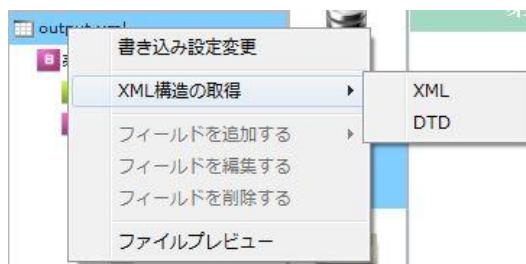 書き込み設定変更
XML構造の取得
XML
DTD
フィールドを追加する
フィールドを編集する
フィールドを削除する
ファイルプレビュー